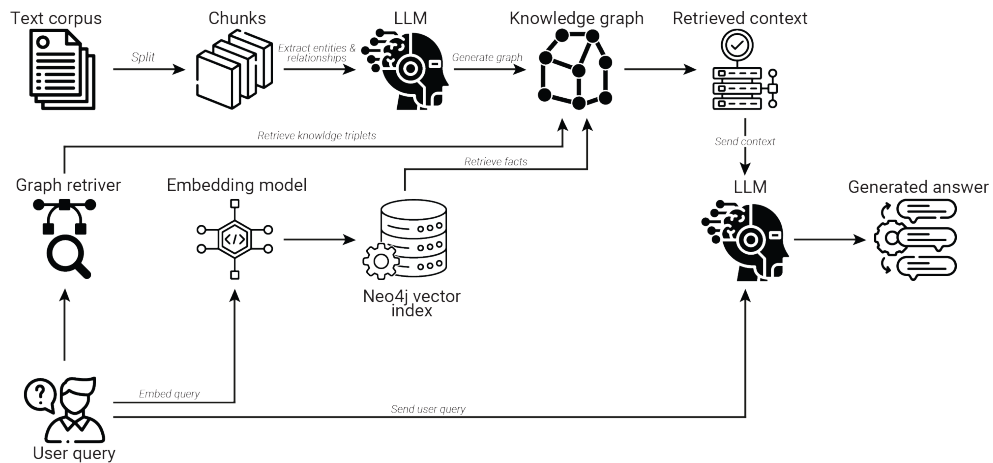 Text corpus
Chunks
LLM
Knowledge graph
Retrieved context
Split
Extract entities &
relationships
Generate graph
Retrieve knowldge triplets
Send context
Retrieve facts
Graph retriver
Embedding model
LLM
Generated answer
Neo4j vector
index
Embed query
Send user query
User query